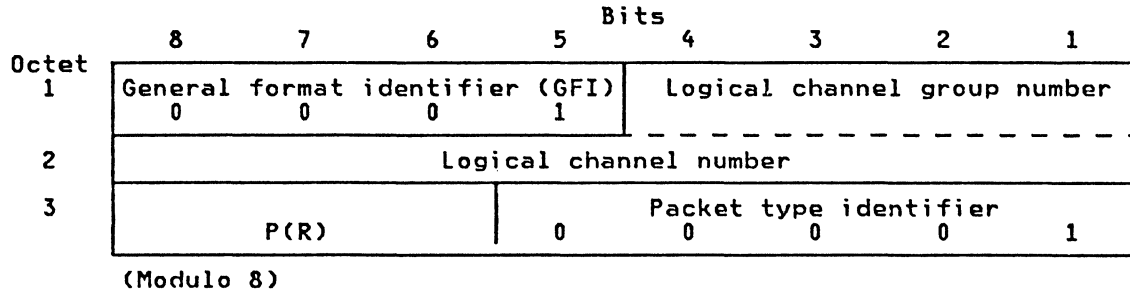 Bits
8 7 6 5 4 3 2 1
Octet
1 General format identifier (GFI) Logical channel group number
0 0 0 1
2 Logical channel number
3 Packet type identifier
P(R) 0 0 0 0 1
(Modulo 8)